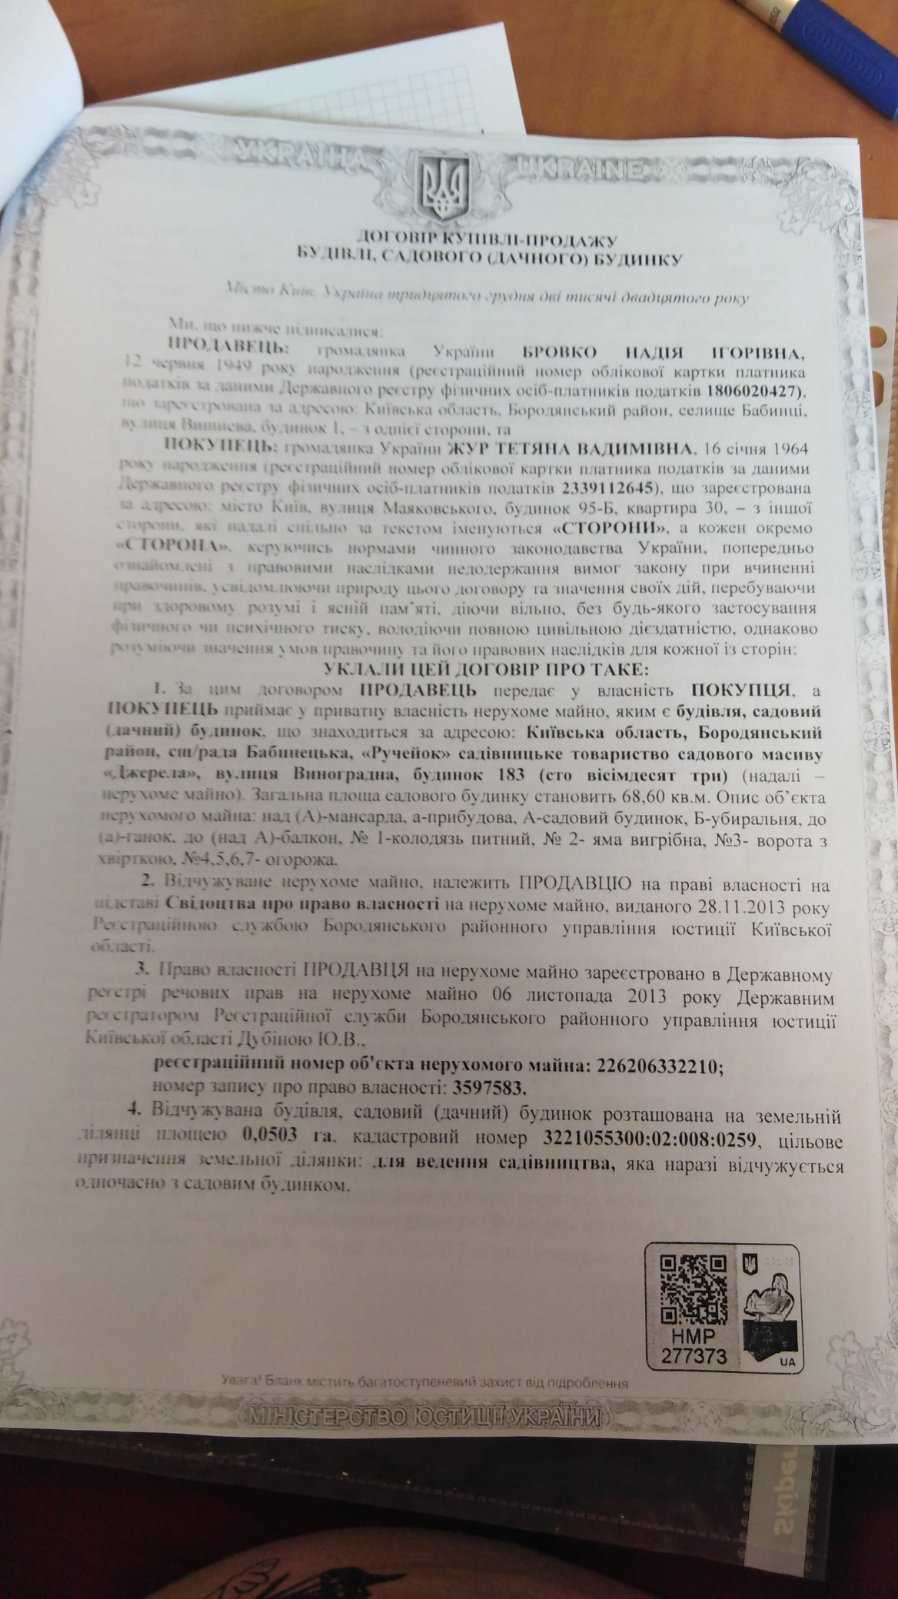 УКРАЇНА UKRAINE
ДОГОВІР КУПІВЛІ-ПРОДАЖУ
БУДІВЛІ, САДОВОГО (ДАЧНОГО) БУДИНКУ
Місто Київ, Україна тридцятого грудня дві тисячі двадцятого року
Ми, що нижче підписалися:
ПРОДАВЕЦЬ: громадянка України БРОВКО НАДІЯ ІГОРІВНА,
12 червня 1949 року народження (реєстраційний номер облікової картки платника
податків за даними Державного реєстру фізичних осіб-платників податків 1806020427),
що зареєстрована за адресою: Київська область, Бородянський район, селище Бабинці,
вулиця Вишнева, будинок 1, – з однієї сторони, та
ПОКУПЕЦЬ: громадянка України ЖУР ТЕТЯНА ВАДИМІВНА, 16 січня 1964
року народження (реєстраційний номер облікової картки платника податків за даними
Державного реєстру фізичних осіб-платників податків 2339112645), що зареєстрована
за адресою: місто Київ, вулиця Маяковського, будинок 95-Б, квартира 30, – з іншої
сторони, які надалі спільно за текстом іменуються «СТОРОНИ», а кожен окремо
«СТОРОНА», керуючись нормами чинного законодавства України, попередньо
ознайомлені з правовими наслідками недодержання вимог закону при вчиненні
правочинів, усвідомлюючи природу цього договору та значення своїх дій, перебуваючи
при здоровому розумі і ясній пам'яті, діючи вільно, без будь-якого застосування
фізичного чи психічного тиску, володіючи повною цивільною дієздатністю, однаково
розуміючи значення умов правочину та його правових наслідків для кожної із сторін:
УКЛАЛИ ЦЕЙ ДОГОВІР ПРО ТАКЕ:
1. За цим договором ПРОДАВЕЦЬ передає у власність ПОКУПЦЯ, а
ПОКУПЕЦЬ приймає у приватну власність нерухоме майно, яким є будівля, садовий
(дачний) будинок, що знаходиться за адресою: Київська область, Бородянський
район, сщ/рада Бабинецька, «Ручейок» садівницьке товариство садового масиву
«Джерела», вулиця Виноградна, будинок 183 (сто вісімдесят три) (надалі –
нерухоме майно). Загальна площа садового будинку становить 68,60 кв.м. Опис об'єкта
нерухомого майна: над (А)-мансарда, а-прибудова, А-садовий будинок, Б-убиральня, до
(а)-ганок, до (над А)-балкон, № 1-колодязь питний, № 2- яма вигрібна, №3- ворота з
хвірткою, №4,5,6,7- огорожа.
2. Відчужуване нерухоме майно, належить ПРОДАВЦЮ на праві власності на
підставі Свідоцтва про право власності на нерухоме майно, виданого 28.11.2013 року
Реєстраційною службою Бородянського районного управління юстиції Київської
області.
3. Право власності ПРОДАВЦЯ на нерухоме майно зареєстровано в Державному
реєстрі речових прав на нерухоме майно 06 листопада 2013 року Державним
реєстратором Реєстраційної служби Бородянського районного управління юстиції
Київської області Дубіною Ю.В.,
реєстраційний номер об'єкта нерухомого майна: 226206332210;
номер запису про право власності: 3597583.
4. Відчужувана будівля, садовий (дачний) будинок розташована на земельній
ділянці площею 0,0503 га, кадастровий номер 3221055300:02:008:0259, цільове
призначення земельної ділянки: для ведення садівництва, яка наразі відчужується
одночасно з садовим будинком.
НМР
277373
UA
Увага! Бланк містить багатоступеневий захист від підроблення
МІНІСТЕРСТВО ЮСТИЦІЇ УКРАЇНИ
Skiper